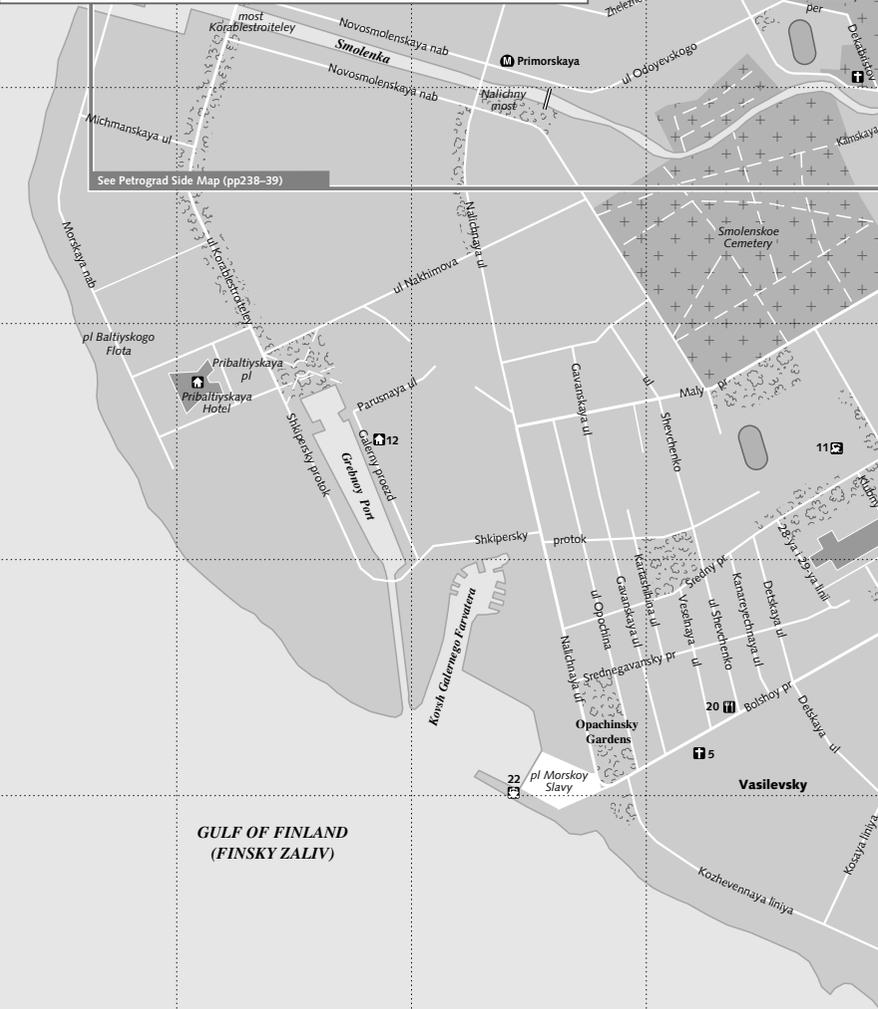 most
Korablestroiteley
Novosmolenskaya nab
Smolenka
Novosmolenskaya nab
M Primorskaya
ul Odoyevskogo
per
Dekabristov
Nalichny
most
Michmanskaya ul
Kamskaya
See Petrograd Side Map (pp238–39)
Morskaya nab
ul Korablestroiteley
Nalichnaya ul
ul Nakhimova
Smolenskoe
Cemetery
pl Baltiyskogo
Flota
Pribaltiyskaya
pl
Pribaltiyskaya
Hotel
Parusnaya ul
Gavanskaya ul
ul
Shevchenko
Maly pr
Shkipersky protok
Grebnoy Port
Galerny proezd
12
11
Klubny
Shkipersky
protok
28-ya i 29-ya linii
Sredny pr
Kovsh Galernego Farvatera
Nalichnaya ul
ul Opochina
Gavanskaya ul
Kartashihina ul
Veselnaya
ul
ul Shevchenko
Kanareyechnaya ul
Detskaya ul
Srednegavansky pr
Bolshoy pr
Detskaya ul
20
Opachinsky
Gardens
5
22
pl Morskoy
Slavy
Vasilevsky
GULF OF FINLAND
(FINSKY ZALIV)
Kozhevennaya liniya
Kosaya liniya